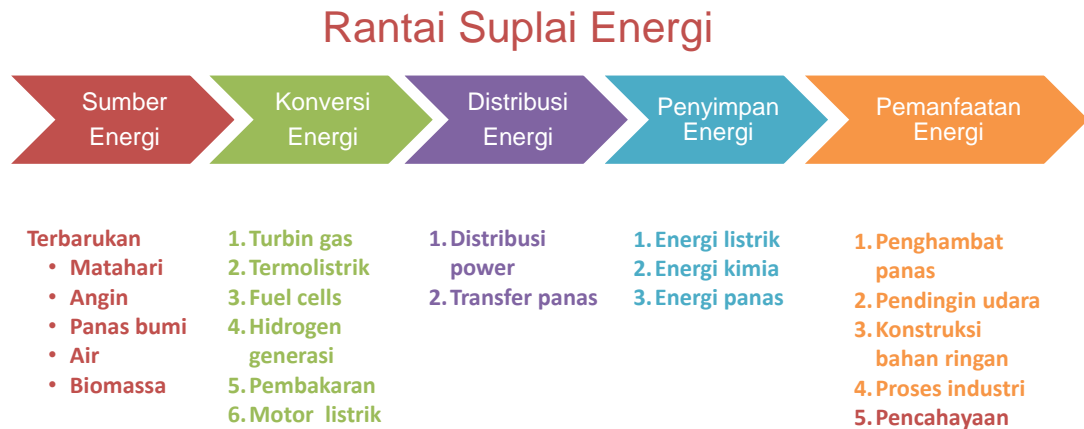 Rantai Suplai Energi
Sumber
Energi
Konversi
Energi
Distribusi
Energi
Penyimpan
Energi
Pemanfaatan
Energi
Terbarukan
• Matahari
• Angin
• Panas bumi
• Air
• Biomassa
1. Turbin gas
2. Termolistrik
3. Fuel cells
4. Hidrogen
generasi
5. Pembakaran
6. Motor listrik
1. Distribusi
power
2. Transfer panas
1. Energi listrik
2. Energi kimia
3. Energi panas
1. Penghambat
panas
2. Pendingin udara
3. Konstruksi
bahan ringan
4. Proses industri
5. Pencahayaan